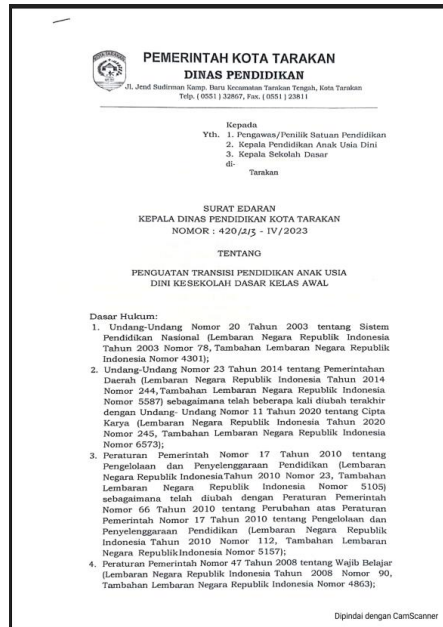 PEMERINTAH KOTA TARAKAN
DINAS PENDIDIKAN
Jl. Jend Sudirman Kamp. Baru Kecamatan Tarakan Tengah, Kota Tarakan
Telp. ( 0551 ) 32867, Fax. ( 0551 ) 23811
Kepada
Yth. 1. Pengawas/Penilik Satuan Pendidikan
2. Kepala Pendidikan Anak Usia Dini
3. Kepala Sekolah Dasar
di-
Tarakan
SURAT EDARAN
KEPALA DINAS PENDIDIKAN KOTA TARAKAN
NOMOR : 420/213 - IV/2023
TENTANG
PENGUATAN TRANSISI PENDIDIKAN ANAK USIA
DINI KESEKOLAH DASAR KELAS AWAL
Dasar Hukum:
1. Undang-Undang Nomor 20 Tahun 2003 tentang Sistem
Pendidikan Nasional (Lembaran Negara Republik Indonesia
Tahun 2003 Nomor 78, Tambahan Lembaran Negara Republik
Indonesia Nomor 4301);
2. Undang-Undang Nomor 23 Tahun 2014 tentang Pemerintahan
Daerah (Lembaran Negara Republik Indonesia Tahun 2014
Nomor 244, Tambahan Lembaran Negara Republik Indonesia
Nomor 5587) sebagaimana telah beberapa kali diubah terakhir
dengan Undang- Undang Nomor 11 Tahun 2020 tentang Cipta
Karya (Lembaran Negara Republik Indonesia Tahun 2020
Nomor 245, Tambahan Lembaran Negara Republik Indonesia
Nomor 6573);
3. Peraturan Pemerintah Nomor 17 Tahun 2010 tentang
Pengelolaan dan Penyelenggaraan Pendidikan (Lembaran
Negara Republik IndonesiaTahun 2010 Nomor 23, Tambahan
Lembaran Negara Republik Indonesia Nomor 5105)
sebagaimana telah diubah dengan Peraturan Pemerintah
Nomor 66 Tahun 2010 tentang Perubahan atas Peraturan
Pemerintah Nomor 17 Tahun 2010 tentang Pengelolaan dan
Penyelenggaraan Pendidikan (Lembaran Negara Republik
Indonesia Tahun 2010 Nomor 112, Tambahan Lembaran
Negara RepublikIndonesia Nomor 5157);
4. Peraturan Pemerintah Nomor 47 Tahun 2008 tentang Wajib Belajar
(Lembaran Negara Republik Indonesia Tahun 2008 Nomor 90,
Tambahan Lembaran Negara Republik Indonesia Nomor 4863);
Dipindai dengan CamScanner